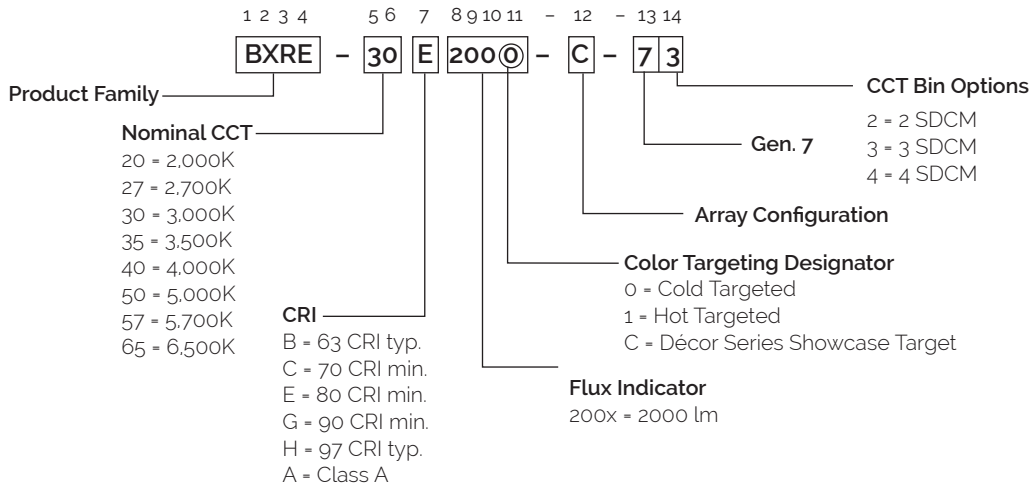 1 2 3 4 5 6 7 8 9 10 11 - 12 - 13 14
BXRE - 30 E 2000 - C - 7 3
Product Family
Nominal CCT
20 = 2,000K
27 = 2,700K
30 = 3,000K
35 = 3,500K
40 = 4,000K
50 = 5,000K
57 = 5,700K
65 = 6,500K
CRI
B = 63 CRI typ.
C = 70 CRI min.
E = 80 CRI min.
G = 90 CRI min.
H = 97 CRI typ.
A = Class A
Flux Indicator
200x = 2000 lm
Color Targeting Designator
0 = Cold Targeted
1 = Hot Targeted
C = Décor Series Showcase Target
Array Configuration
Gen. 7
CCT Bin Options
2 = 2 SDCM
3 = 3 SDCM
4 = 4 SDCM